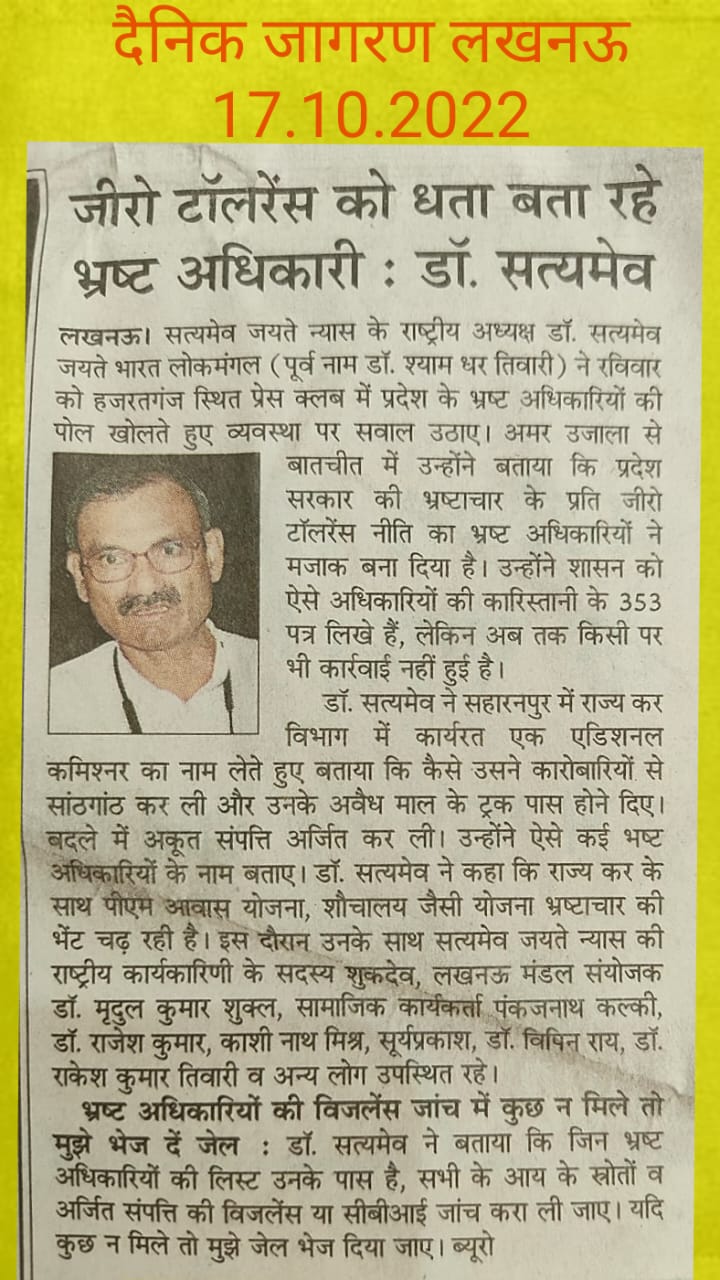 दैनिक जागरण लखनऊ
17.10.2022
जीरो टॉलरेंस को धता बता रहे
भ्रष्ट अधिकारी : डॉ. सत्यमेव
लखनऊ। सत्यमेव जयते न्यास के राष्ट्रीय अध्यक्ष डॉ. सत्यमेव
जयते भारत लोकमंगल (पूर्व नाम डॉ. श्याम धर तिवारी) ने रविवार
को हजरतगंज स्थित प्रेस क्लब में प्रदेश के भ्रष्ट अधिकारियों की
पोल खोलते हुए व्यवस्था पर सवाल उठाए। अमर उजाला से
बातचीत में उन्होंने बताया कि प्रदेश
सरकार की भ्रष्टाचार के प्रति जीरो
टॉलरेंस नीति का भ्रष्ट अधिकारियों ने
मजाक बना दिया है। उन्होंने शासन को
ऐसे अधिकारियों की कारिस्तानी के 353
पत्र लिखे हैं, लेकिन अब तक किसी पर
भी कार्रवाई नहीं हुई है।
डॉ. सत्यमेव ने सहारनपुर में राज्य कर
विभाग में कार्यरत एक एडिशनल
कमिश्नर का नाम लेते हुए बताया कि कैसे उसने कारोबारियों से
सांठगांठ कर ली और उनके अवैध माल के ट्रक पास होने दिए।
बदले में अकूत संपत्ति अर्जित कर ली। उन्होंने ऐसे कई भष्ट
अधिकारियों के नाम बताए। डॉ. सत्यमेव ने कहा कि राज्य कर के
साथ पीएम आवास योजना, शौचालय जैसी योजना भ्रष्टाचार की
भेंट चढ़ रही है। इस दौरान उनके साथ सत्यमेव जयते न्यास की
राष्ट्रीय कार्यकारिणी के सदस्य शुकदेव, लखनऊ मंडल संयोजक
डॉ. मृदुल कुमार शुक्ल, सामाजिक कार्यकर्ता पंकजनाथ कल्की,
डॉ. राजेश कुमार, काशी नाथ मिश्र, सूर्यप्रकाश, डॉ. विपिन राय, डॉ.
राकेश कुमार तिवारी व अन्य लोग उपस्थित रहे।
भ्रष्ट अधिकारियों की विजलेंस जांच में कुछ न मिले तो
मुझे भेज दें जेल : डॉ. सत्यमेव ने बताया कि जिन भ्रष्ट
अधिकारियों की लिस्ट उनके पास है, सभी के आय के स्रोतों व
अर्जित संपत्ति की विजलेंस या सीबीआई जांच करा ली जाए। यदि
कुछ न मिले तो मुझे जेल भेज दिया जाए। ब्यूरो